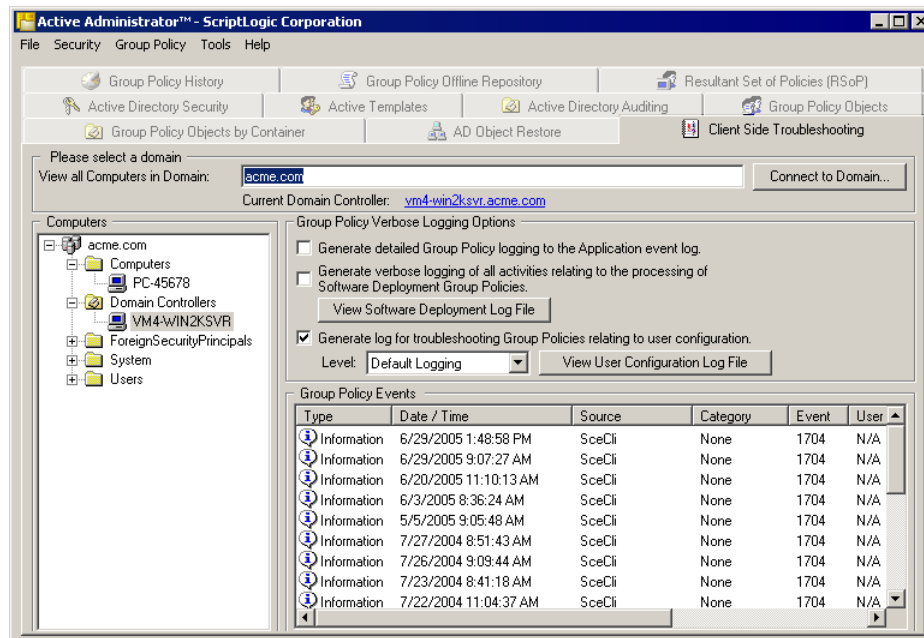 Active Administrator™ - ScriptLogic Corporation
File Security Group Policy Tools Help
Group Policy History Group Policy Offline Repository Resultant Set of Policies (RSoP)
Active Directory Security Active Templates Active Directory Auditing Group Policy Objects
Group Policy Objects by Container AD Object Restore Client Side Troubleshooting
Please select a domain
View all Computers in Domain: acme.com Connect to Domain...
Current Domain Controller: vm4-win2ksvr.acme.com
Computers
acme.com
Computers
PC-45678
Domain Controllers
VM4-WIN2KSVR
ForeignSecurityPrincipals
System
Users
Group Policy Verbose Logging Options
Generate detailed Group Policy logging to the Application event log.
Generate verbose logging of all activities relating to the processing of
Software Deployment Group Policies.
View Software Deployment Log File
Generate log for troubleshooting Group Policies relating to user configuration.
Level: Default Logging View User Configuration Log File
Group Policy Events
Type Date / Time Source Category Event User
Information 6/29/2005 1:48:58 PM SceCli None 1704 N/A
Information 6/29/2005 9:07:27 AM SceCli None 1704 N/A
Information 6/20/2005 11:10:13 AM SceCli None 1704 N/A
Information 6/3/2005 8:36:24 AM SceCli None 1704 N/A
Information 5/5/2005 9:05:48 AM SceCli None 1704 N/A
Information 7/27/2004 8:51:43 AM SceCli None 1704 N/A
Information 7/26/2004 9:09:44 AM SceCli None 1704 N/A
Information 7/23/2004 8:41:18 AM SceCli None 1704 N/A
Information 7/22/2004 11:04:37 AM SceCli None 1704 N/A